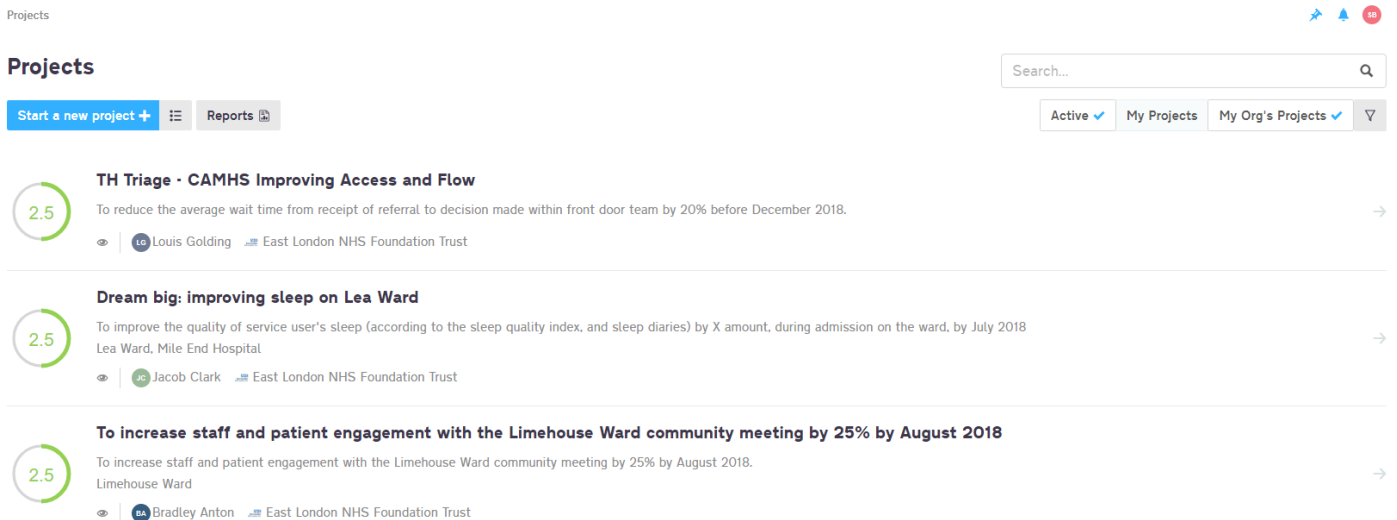 Projects
SB
Projects
Search...
Start a new project
Reports
Active
My Projects
My Org's Projects
2.5
TH Triage - CAMHS Improving Access and Flow
To reduce the average wait time from receipt of referral to decision made within front door team by 20% before December 2018.
LG Louis Golding East London NHS Foundation Trust
2.5
Dream big: improving sleep on Lea Ward
To improve the quality of service user's sleep (according to the sleep quality index, and sleep diaries) by X amount, during admission on the ward, by July 2018
Lea Ward, Mile End Hospital
JC Jacob Clark East London NHS Foundation Trust
2.5
To increase staff and patient engagement with the Limehouse Ward community meeting by 25% by August 2018
To increase staff and patient engagement with the Limehouse Ward community meeting by 25% by August 2018.
Limehouse Ward
BA Bradley Anton East London NHS Foundation Trust